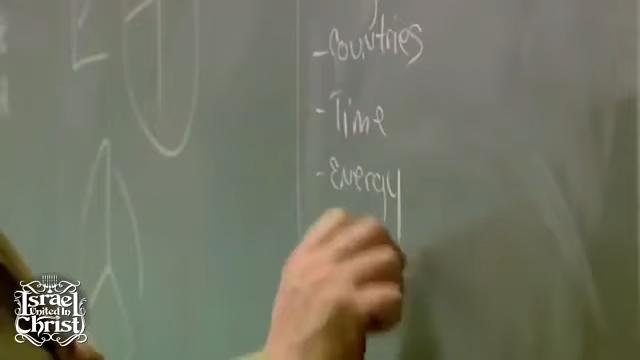 - Countries
- Time
- Energy
Israel
United In
Christ